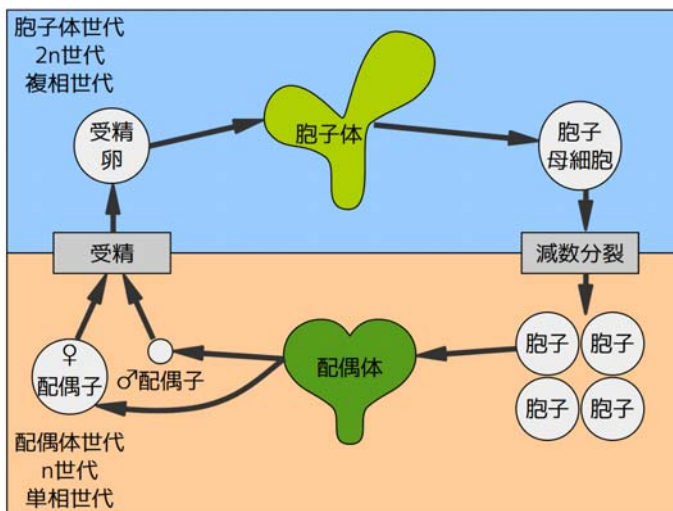 胞子体世代
2n世代
複相世代
受精
卵
胞子体
胞子
母細胞
受精
減数分裂
♀
配偶子
♂配偶子
配偶体
胞子
胞子
胞子
胞子
配偶体世代
n世代
単相世代